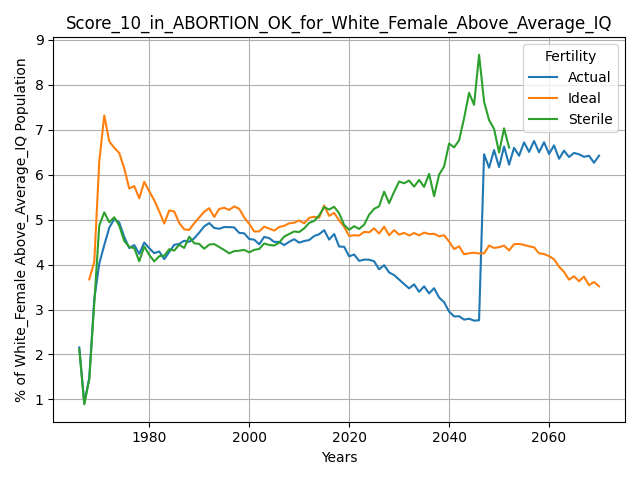 Score_10_in_ABORTION_OK_for_White_Female_Above_Average_IQ
% of White_Female Above_Average_IQ Population
9
8
7
6
5
4
3
2
1
Fertility
Actual
Ideal
Sterile
1980
2000
2020
2040
2060
Years